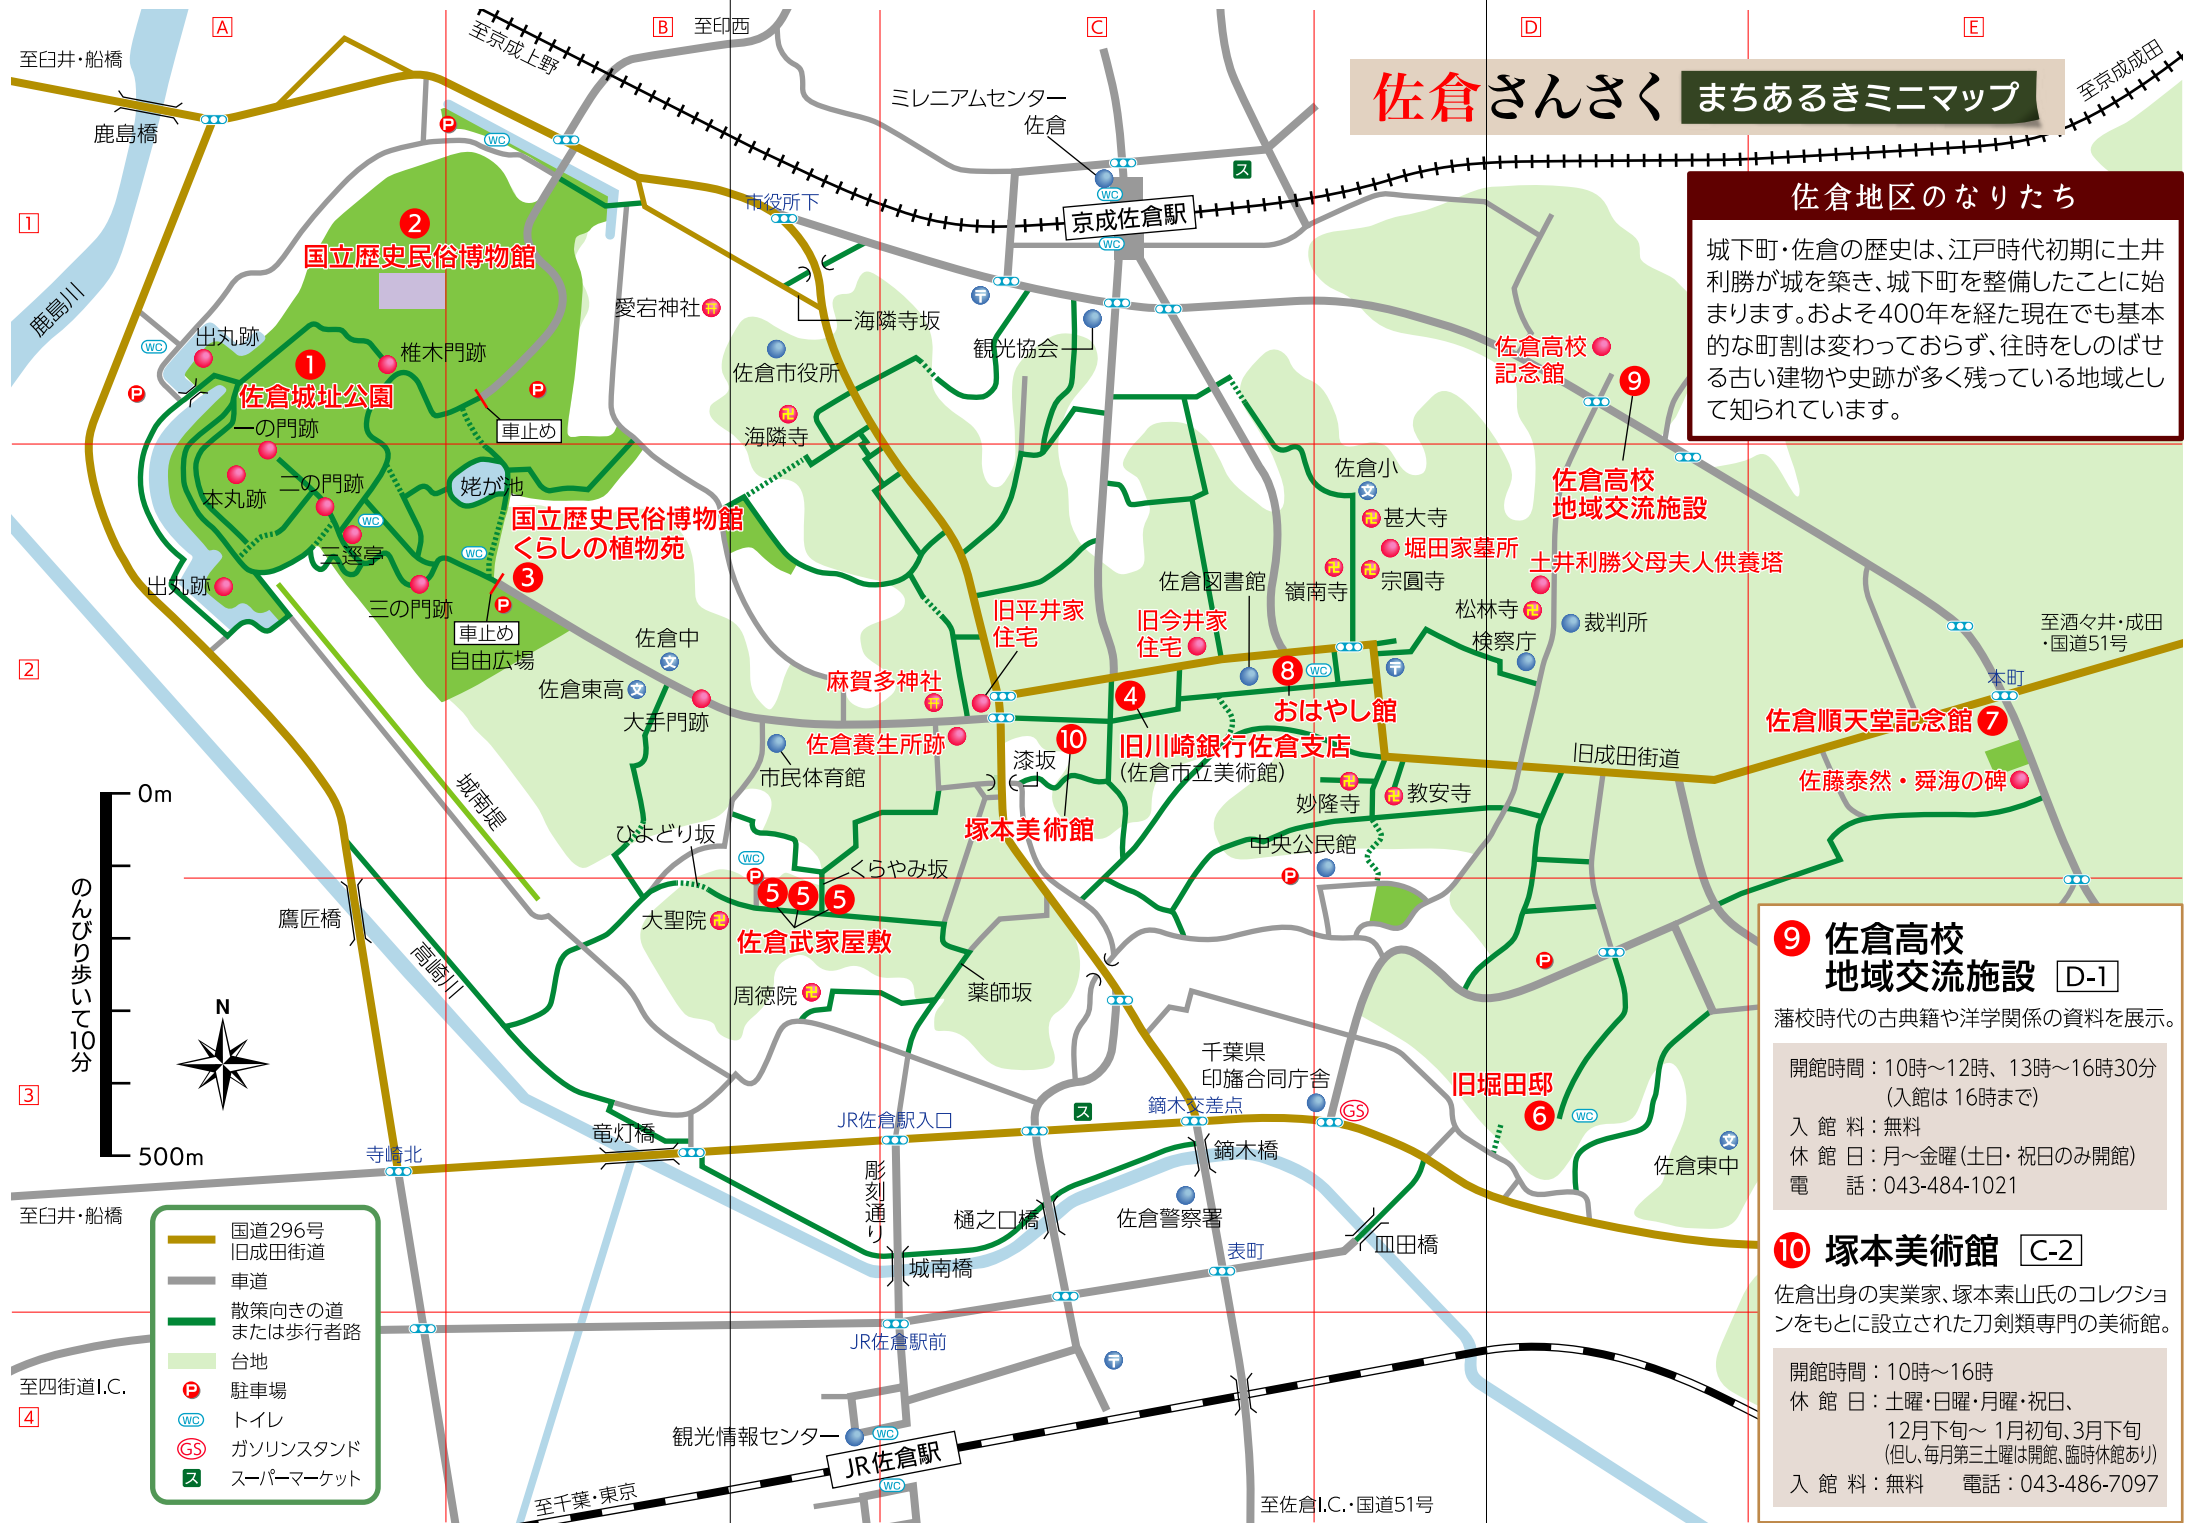 A
B
C
D
E
1
2
3
4
佐倉さんさく まちあるきミニマップ
佐倉地区のなりたち
城下町・佐倉の歴史は、江戸時代初期に土井
利勝が城を築き、城下町を整備したことに始
まります。およそ400年を経た現在でも基本
的な町割は変わっておらず、往時をしのばせ
る古い建物や史跡が多く残っている地域とし
て知られています。
至臼井・船橋
鹿島橋
鹿島川
至京成上野
至印西
ミレニアムセンター
佐倉
至京成成田
市役所下
京成佐倉駅
WC
WC
P
WC
ス
2
国立歴史民俗博物館
愛宕神社
海隣寺坂
観光協会
佐倉市役所
海隣寺
出丸跡
WC
P
1
佐倉城址公園
椎木門跡
P
車止め
一の門跡
本丸跡
二の門跡
WC
姥が池
三逕亭
三の門跡
出丸跡
WC
国立歴史民俗博物館
くらしの植物苑
3
P
車止め
自由広場
佐倉高校
記念館
9
佐倉高校
地域交流施設
佐倉小
文
甚大寺
堀田家墓所
宗圓寺
嶺南寺
土井利勝父母夫人供養塔
松林寺
裁判所
検察庁
佐倉図書館
旧平井家
住宅
旧今井家
住宅
佐倉中
文
佐倉東高
文
大手門跡
麻賀多神社
佐倉養生所跡
市民体育館
4
旧川崎銀行佐倉支店
(佐倉市立美術館)
8
WC
おはやし館
10
塚本美術館
漆坂
妙隆寺
教安寺
中央公民館
P
旧成田街道
至酒々井・成田
・国道51号
本町
佐倉順天堂記念館
7
佐藤泰然・舜海の碑
城南堤
ひよどり坂
WC
P
くらやみ坂
5 5 5
佐倉武家屋敷
大聖院
周徳院
薬師坂
0m
のんびり歩いて10分
500m
N
鷹匠橋
高崎川
竜灯橋
寺崎北
JR佐倉駅入口
彫刻通り
ス
千葉県
印旛合同庁舎
鏑木交差点
GS
鏑木橋
佐倉警察署
樋之口橋
城南橋
表町
皿田橋
旧堀田邸
6
WC
P
佐倉東中
文
JR佐倉駅前
観光情報センター
WC
JR佐倉駅
WC
至千葉・東京
至佐倉I.C.・国道51号
至臼井・船橋
至四街道I.C.
国道296号
旧成田街道
車道
散策向きの道
または歩行者路
台地
P 駐車場
WC トイレ
GS ガソリンスタンド
ス スーパーマーケット
9 佐倉高校
地域交流施設 D-1
藩校時代の古典籍や洋学関係の資料を展示。
開館時間：10時～12時、13時～16時30分
(入館は16時まで)
入館料：無料
休館日：月～金曜(土日・祝日のみ開館)
電話：043-484-1021
10 塚本美術館 C-2
佐倉出身の実業家、塚本素山氏のコレクショ
ンをもとに設立された刀剣類専門の美術館。
開館時間：10時～16時
休館日：土曜・日曜・月曜・祝日、
12月下旬～1月初旬、3月下旬
(但し、毎月第三土曜は開館、臨時休館あり)
入館料：無料 電話：043-486-7097